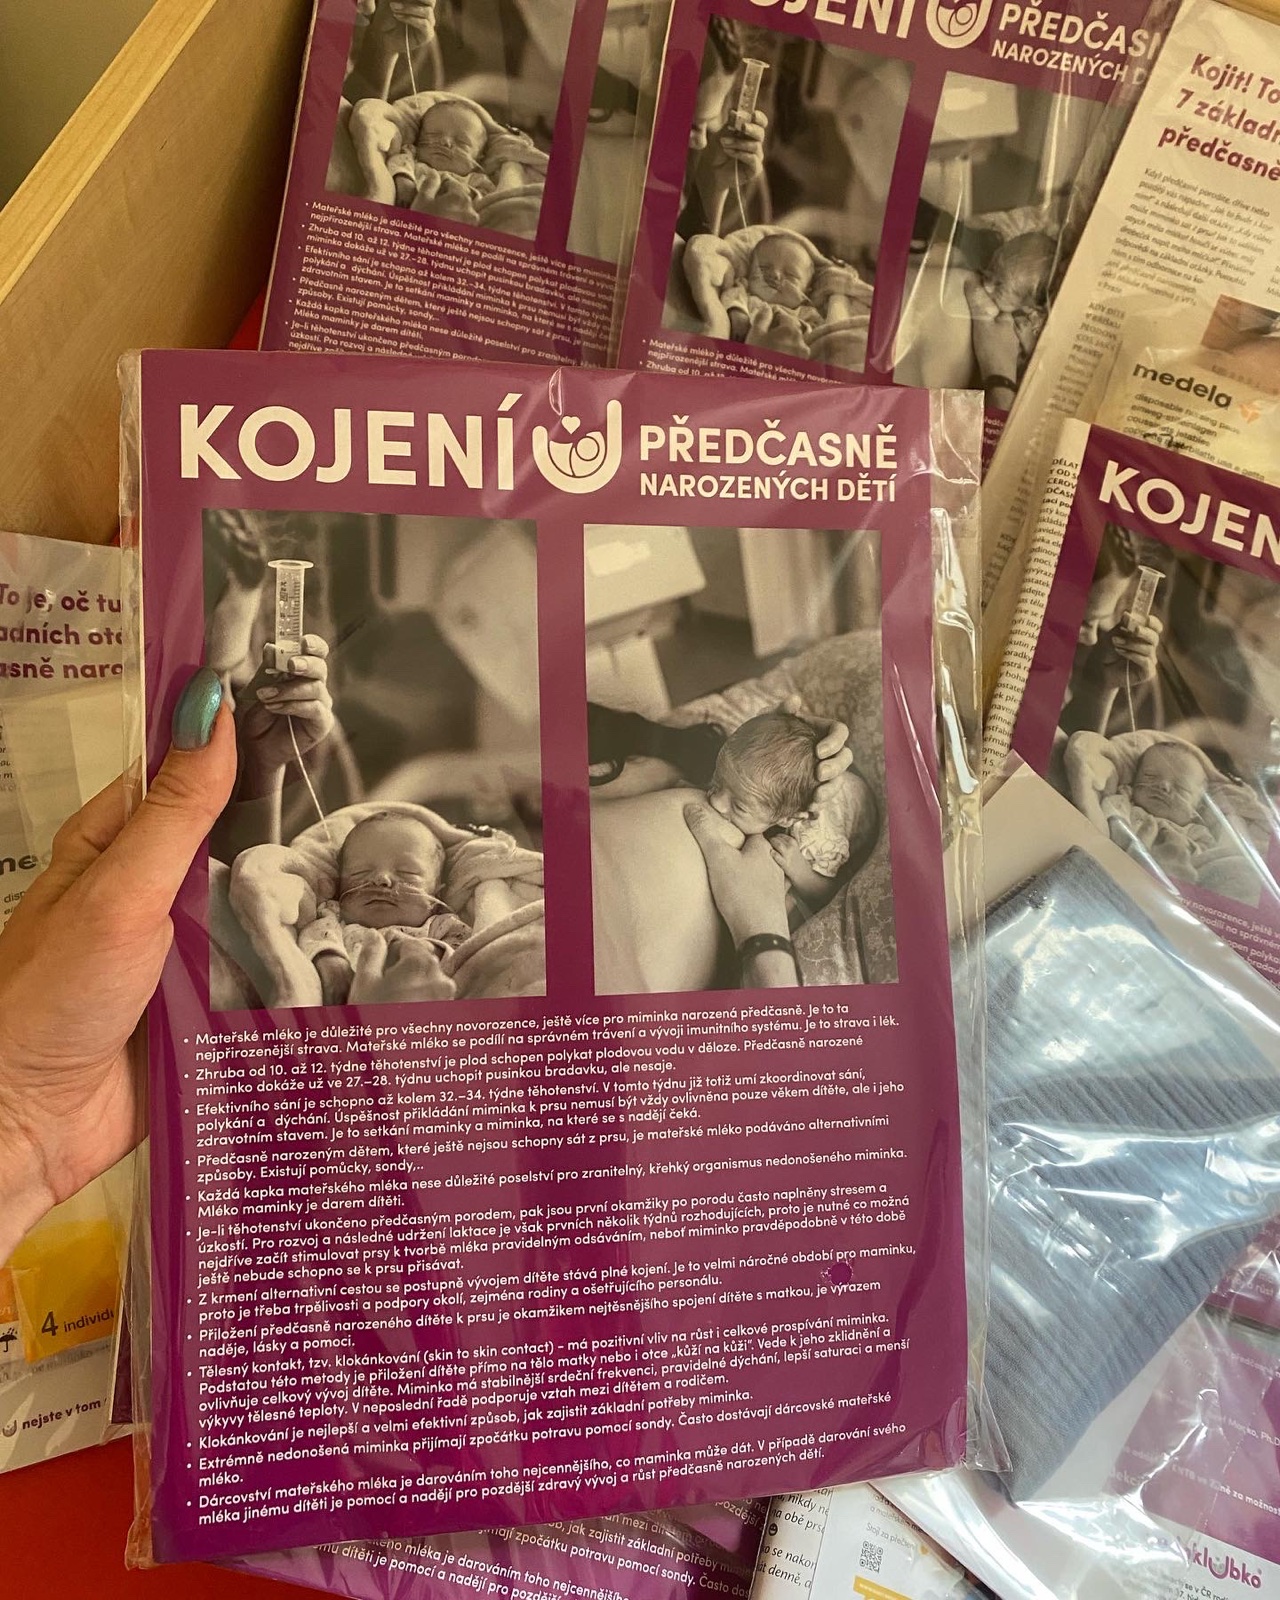 KOJENÍ
PŘEDČASNĚ
NAROZENÝCH DĚTÍ
• Mateřské mléko je důležité pro všechny novorozence, ještě více pro miminka narozená předčasně. Je to ta
nejpřirozenější strava. Mateřské mléko se podílí na správném trávení a vývoji imunitního systému. Je to strava i lék.
• Zhruba od 10. až 12. týdne těhotenství je plod schopen polykat plodovou vodu v děloze. Předčasně narozené
miminko dokáže už ve 27.–28. týdnu uchopit pusinkou bradavku, ale nesaje.
• Efektivního sání je schopno až kolem 32.–34. týdne těhotenství. V tomto týdnu již totiž umí zkoordinovat sání,
polykání a dýchání. Úspěšnost přikládání miminka k prsu nemusí být vždy ovlivněna pouze věkem dítěte, ale i jeho
zdravotním stavem. Je to setkání maminky a miminka, na které se s nadějí čeká.
• Předčasně narozeným dětem, které ještě nejsou schopny sát z prsu, je mateřské mléko podáváno alternativními
způsoby. Existují pomůcky, sondy,..
• Každá kapka mateřského mléka nese důležité poselství pro zranitelný, křehký organismus nedonošeného miminka.
Mléko maminky je darem dítěti.
• Je-li těhotenství ukončeno předčasným porodem, pak jsou první okamžiky po porodu často naplněny stresem a
úzkostí. Pro rozvoj a následné udržení laktace je však prvních několik týdnů rozhodujících, proto je nutné co možná
nejdříve začít stimulovat prsy k tvorbě mléka pravidelným odsáváním, neboť miminko pravděpodobně v této době
ještě nebude schopno se k prsu přisávat.
• Z krmení alternativní cestou se postupně vývojem dítěte stává plné kojení. Je to velmi náročné období pro maminku,
proto je třeba trpělivosti a podpory okolí, zejména rodiny a ošetřujícího personálu.
• Přiložení předčasně narozeného dítěte k prsu je okamžikem nejtěsnějšího spojení dítěte s matkou, je výrazem
naděje, lásky a pomoci.
• Tělesný kontakt, tzv. klokánkování (skin to skin contact) - má pozitivní vliv na růst i celkové prospívání miminka.
Podstatou této metody je přiložení dítěte přímo na tělo matky nebo i otce „kůží na kůži". Vede k jeho zklidnění a
ovlivňuje celkový vývoj dítěte. Miminko má stabilnější srdeční frekvenci, pravidelné dýchání, lepší saturaci a menší
výkyvy tělesné teploty. V neposlední řadě podporuje vztah mezi dítětem a rodičem.
• Klokánkování je nejlepší a velmi efektivní způsob, jak zajistit základní potřeby miminka.
• Extrémně nedonošená miminka přijímají zpočátku potravu pomocí sondy. Často dostávají dárcovské mateřské
mléko.
• Dárcovství mateřského mléka je darováním toho nejcennějšího, co maminka může dát. V případě darování svého
mléka jinému dítěti je pomocí a nadějí pro pozdější zdravý vývoj a růst předčasně narozených dětí.
KOJENÍ
PŘEDČAS
NAROZENÝCH D
Kojit! To
7 základ
předčasně
medela
KOJEN
To je, oč tu
adních otá
asně naro
4 individ
nejste v tom